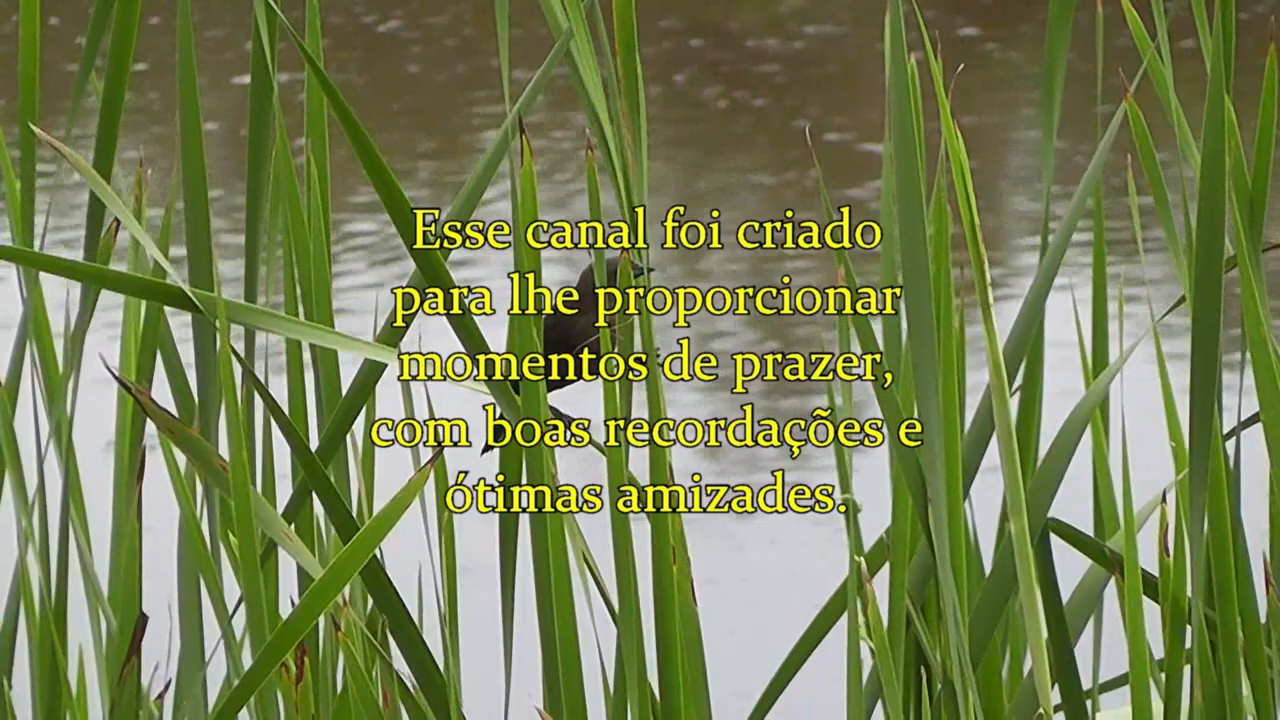 Esse canal foi criado
para lhe proporcionar
momentos de prazer,
com boas recordações e
ótimas amizades.